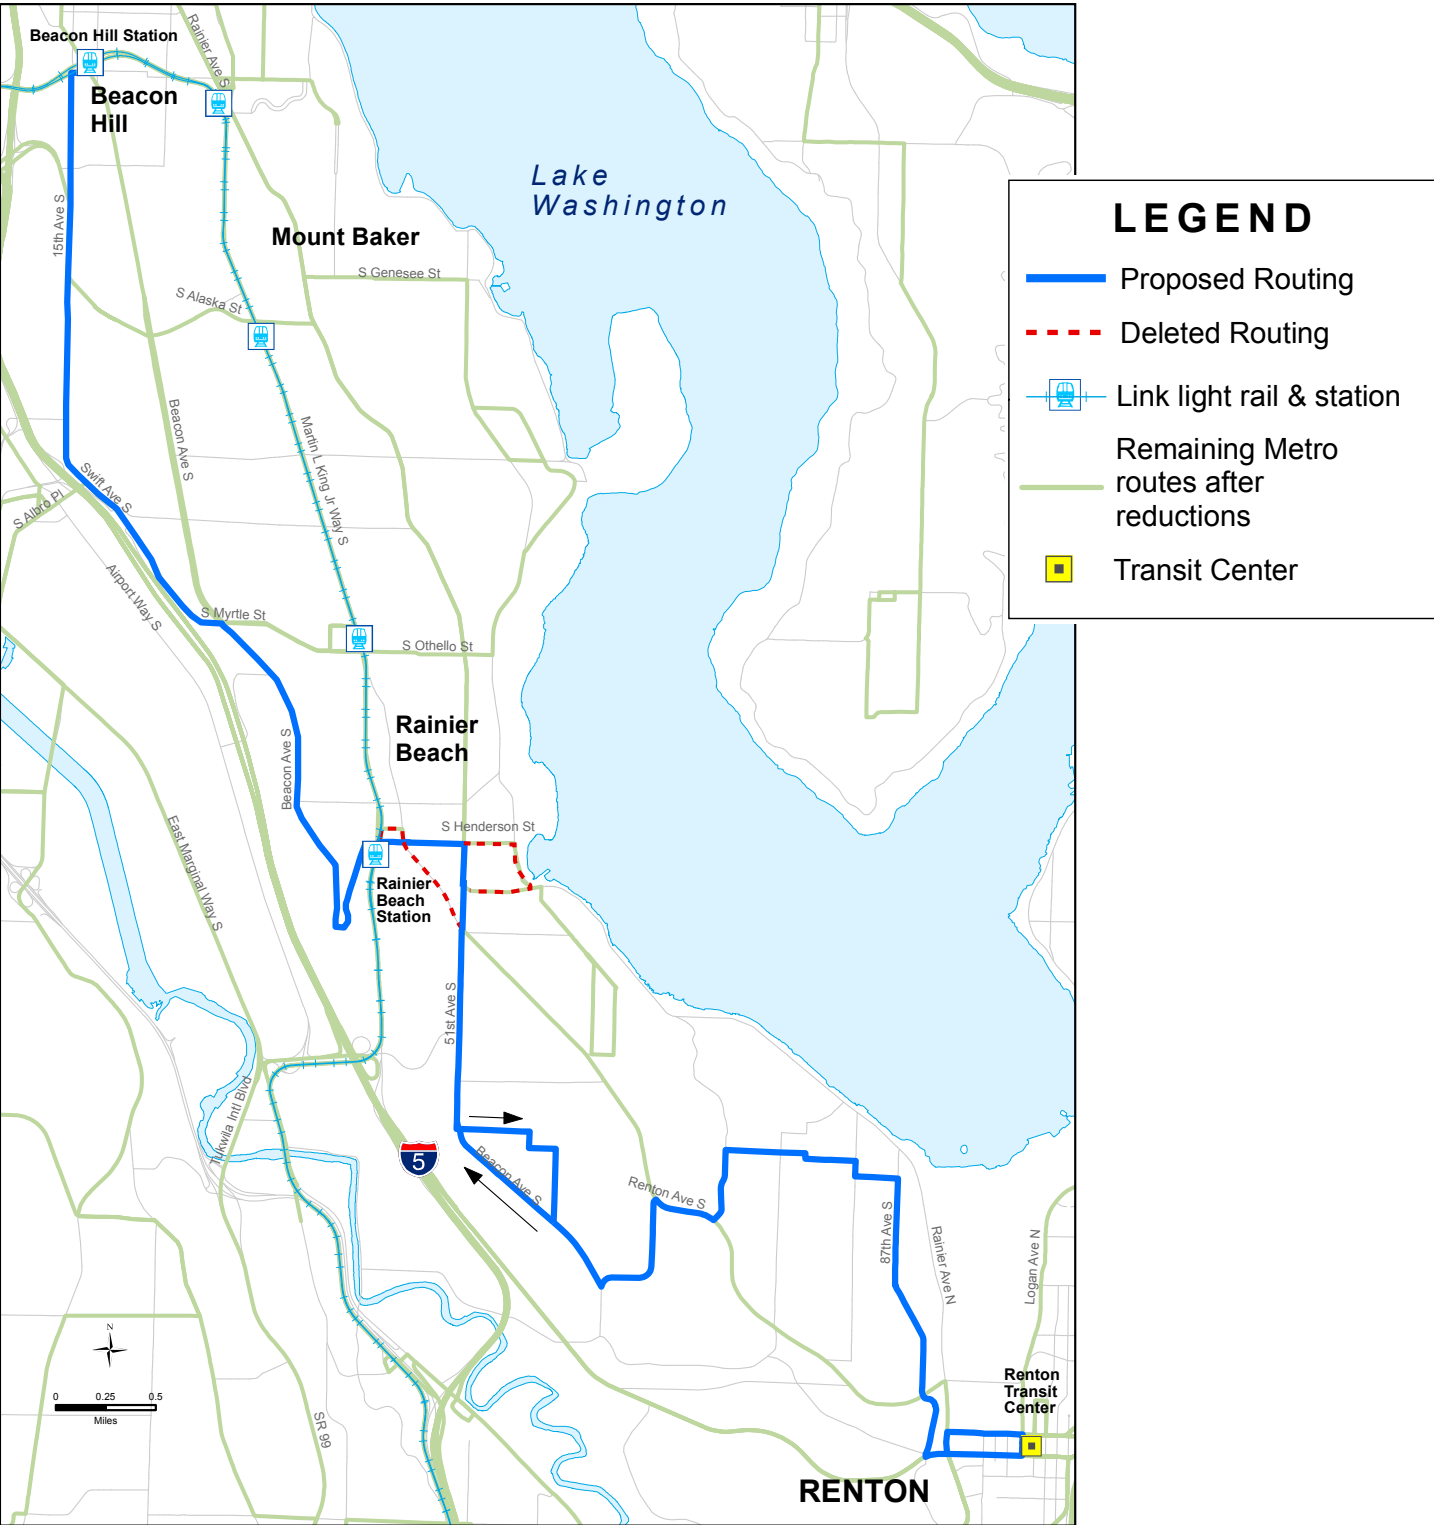 Beacon Hill Station
Rainier Ave S
Beacon
Hill
15th Ave S
Lake
Washington
Mount Baker
S Genesee St
S Alaska St
Beacon Ave S
Martin L King Jr Way S
Swift Ave S
S Albro Pl
Airport Way S
S Myrtle St
S Othello St
Rainier
Beach
Beacon Ave S
S Henderson St
East Marginal Way S
Rainier
Beach
Station
51st Ave S
Tukwila Intl Blvd
5
Beacon Ave S
Renton Ave S
87th Ave S
Rainier Ave N
Logan Ave N
N
0 0.25 0.5
Miles
SR 99
Renton
Transit
Center
RENTON
LEGEND
Proposed Routing
Deleted Routing
Link light rail & station
Remaining Metro
routes after
reductions
Transit Center